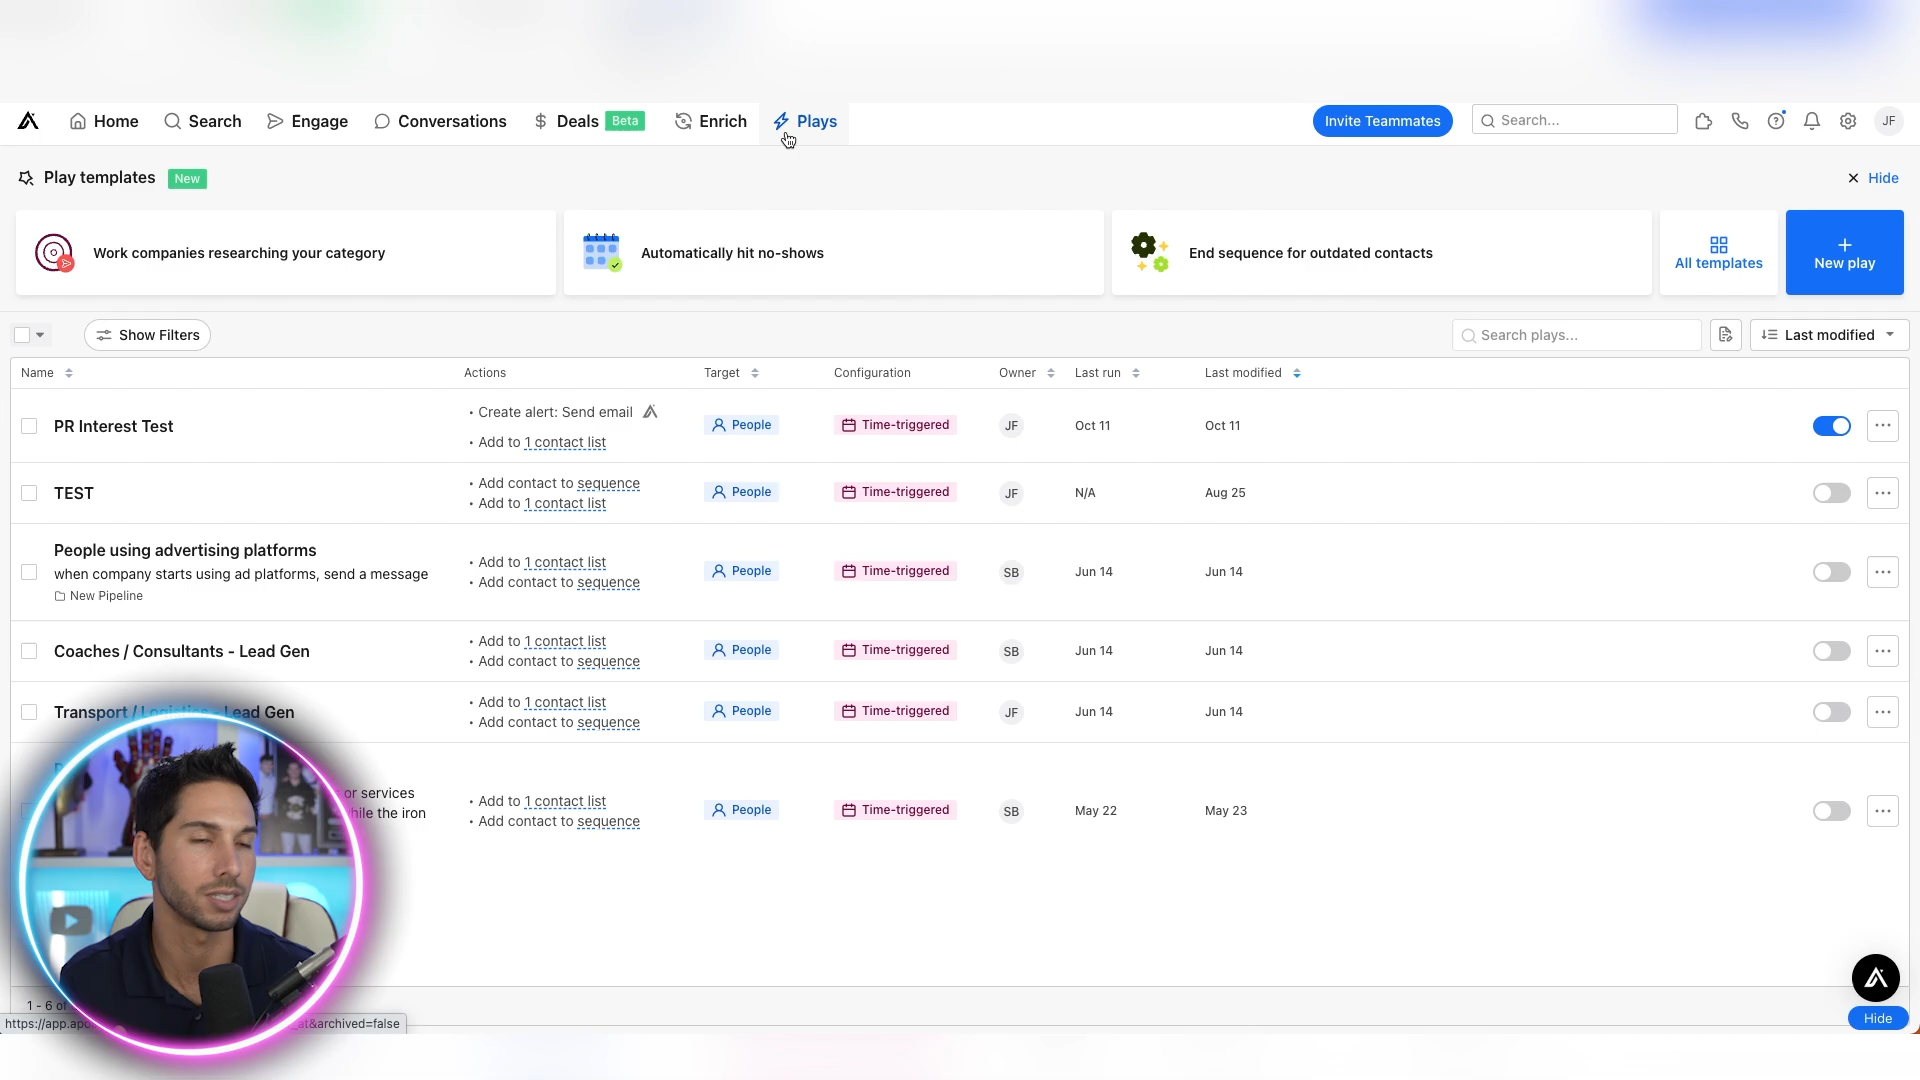 Home
Search
Engage
Conversations
Deals Beta
Enrich
Plays
Invite Teammates
Search...
JF
Play templates New
Hide
Work companies researching your category
Automatically hit no-shows
End sequence for outdated contacts
All templates
New play
Show Filters
Search plays...
Last modified
Name
Actions
Target
Configuration
Owner
Last run
Last modified
PR Interest Test
• Create alert: Send email
• Add to 1 contact list
People
Time-triggered
JF
Oct 11
Oct 11
TEST
• Add contact to sequence
• Add to 1 contact list
People
Time-triggered
JF
N/A
Aug 25
People using advertising platforms
when company starts using ad platforms, send a message
New Pipeline
• Add to 1 contact list
• Add contact to sequence
People
Time-triggered
SB
Jun 14
Jun 14
Coaches / Consultants - Lead Gen
• Add to 1 contact list
• Add contact to sequence
People
Time-triggered
SB
Jun 14
Jun 14
Transport / Logistics - Lead Gen
• Add to 1 contact list
• Add contact to sequence
People
Time-triggered
JF
Jun 14
Jun 14
or services
hile the iron
• Add to 1 contact list
• Add contact to sequence
People
Time-triggered
SB
May 22
May 23
1 - 6 of
https://app.apo
_at&archived=false
Hide